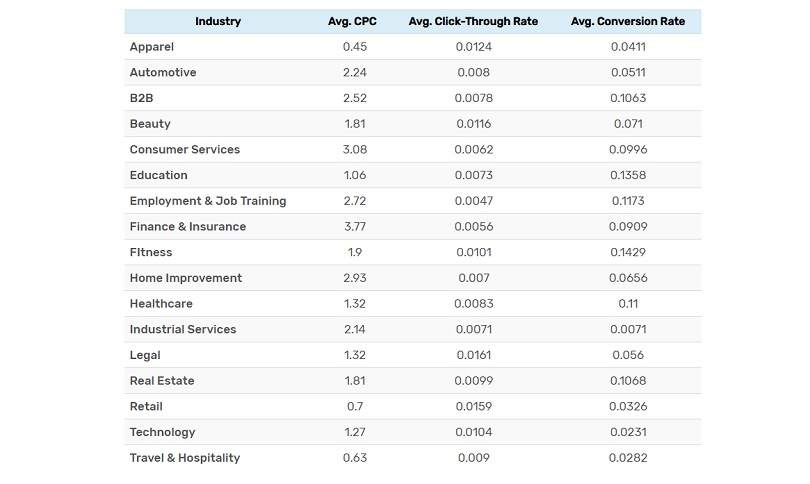 Industry Avg. CPC Avg. Click-Through Rate Avg. Conversion Rate
Apparel 0.45 0.0124 0.0411
Automotive 2.24 0.008 0.0511
B2B 2.52 0.0078 0.1063
Beauty 1.81 0.0116 0.071
Consumer Services 3.08 0.0062 0.0996
Education 1.06 0.0073 0.1358
Employment & Job Training 2.72 0.0047 0.1173
Finance & Insurance 3.77 0.0056 0.0909
FItness 1.9 0.0101 0.1429
Home Improvement 2.93 0.007 0.0656
Healthcare 1.32 0.0083 0.11
Industrial Services 2.14 0.0071 0.0071
Legal 1.32 0.0161 0.056
Real Estate 1.81 0.0099 0.1068
Retail 0.7 0.0159 0.0326
Technology 1.27 0.0104 0.0231
Travel & Hospitality 0.63 0.009 0.0282